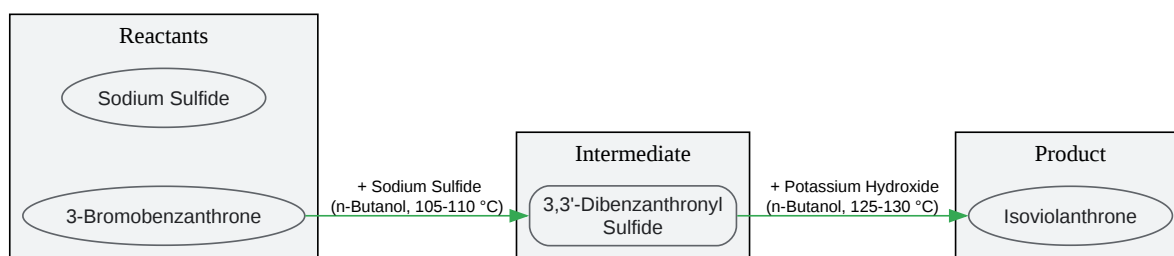 Reactants
Sodium Sulfide
3-Bromobenzanthrone
+ Sodium Sulfide
(n-Butanol, 105-110 °C)
Intermediate
3,3'-Dibenzanthronyl
Sulfide
+ Potassium Hydroxide
(n-Butanol, 125-130 °C)
Product
Isoviolanthrone